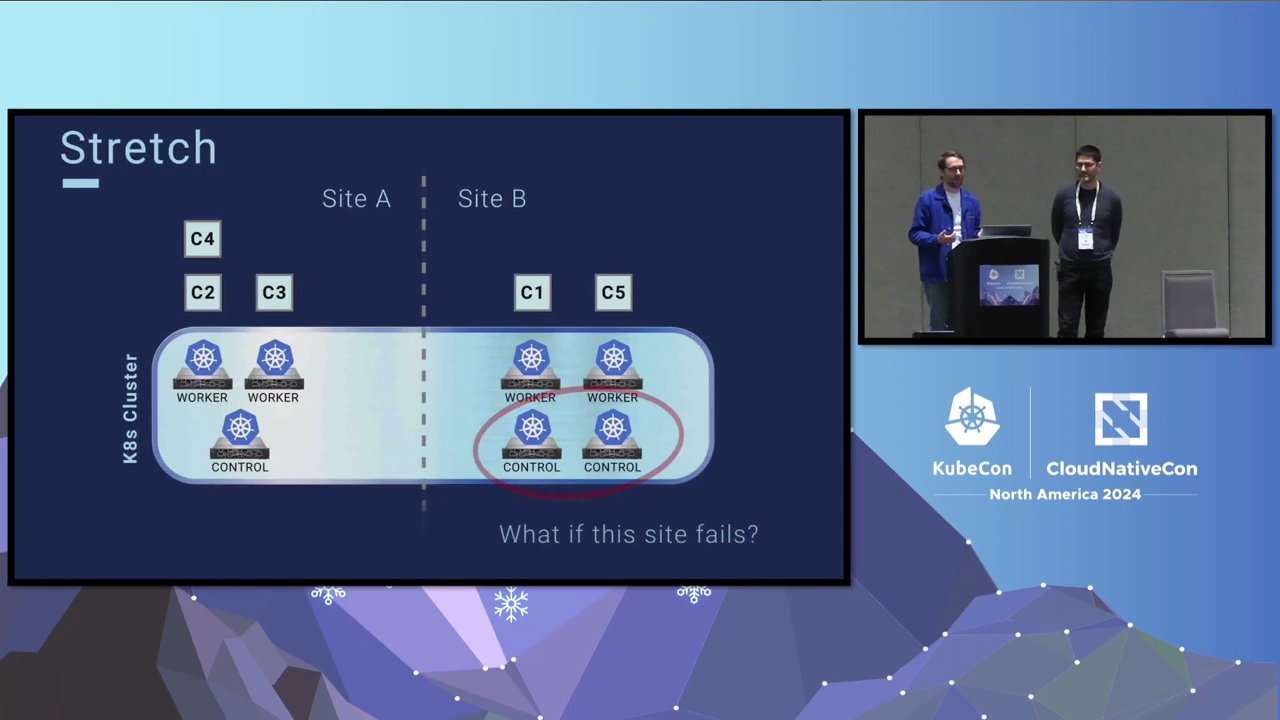 Stretch
Site A
Site B
C4
C2
C3
C1
C5
K8s Cluster
WORKER
WORKER
WORKER
WORKER
CONTROL
CONTROL
CONTROL
What if this site fails?
KubeCon
CloudNativeCon
North America 2024